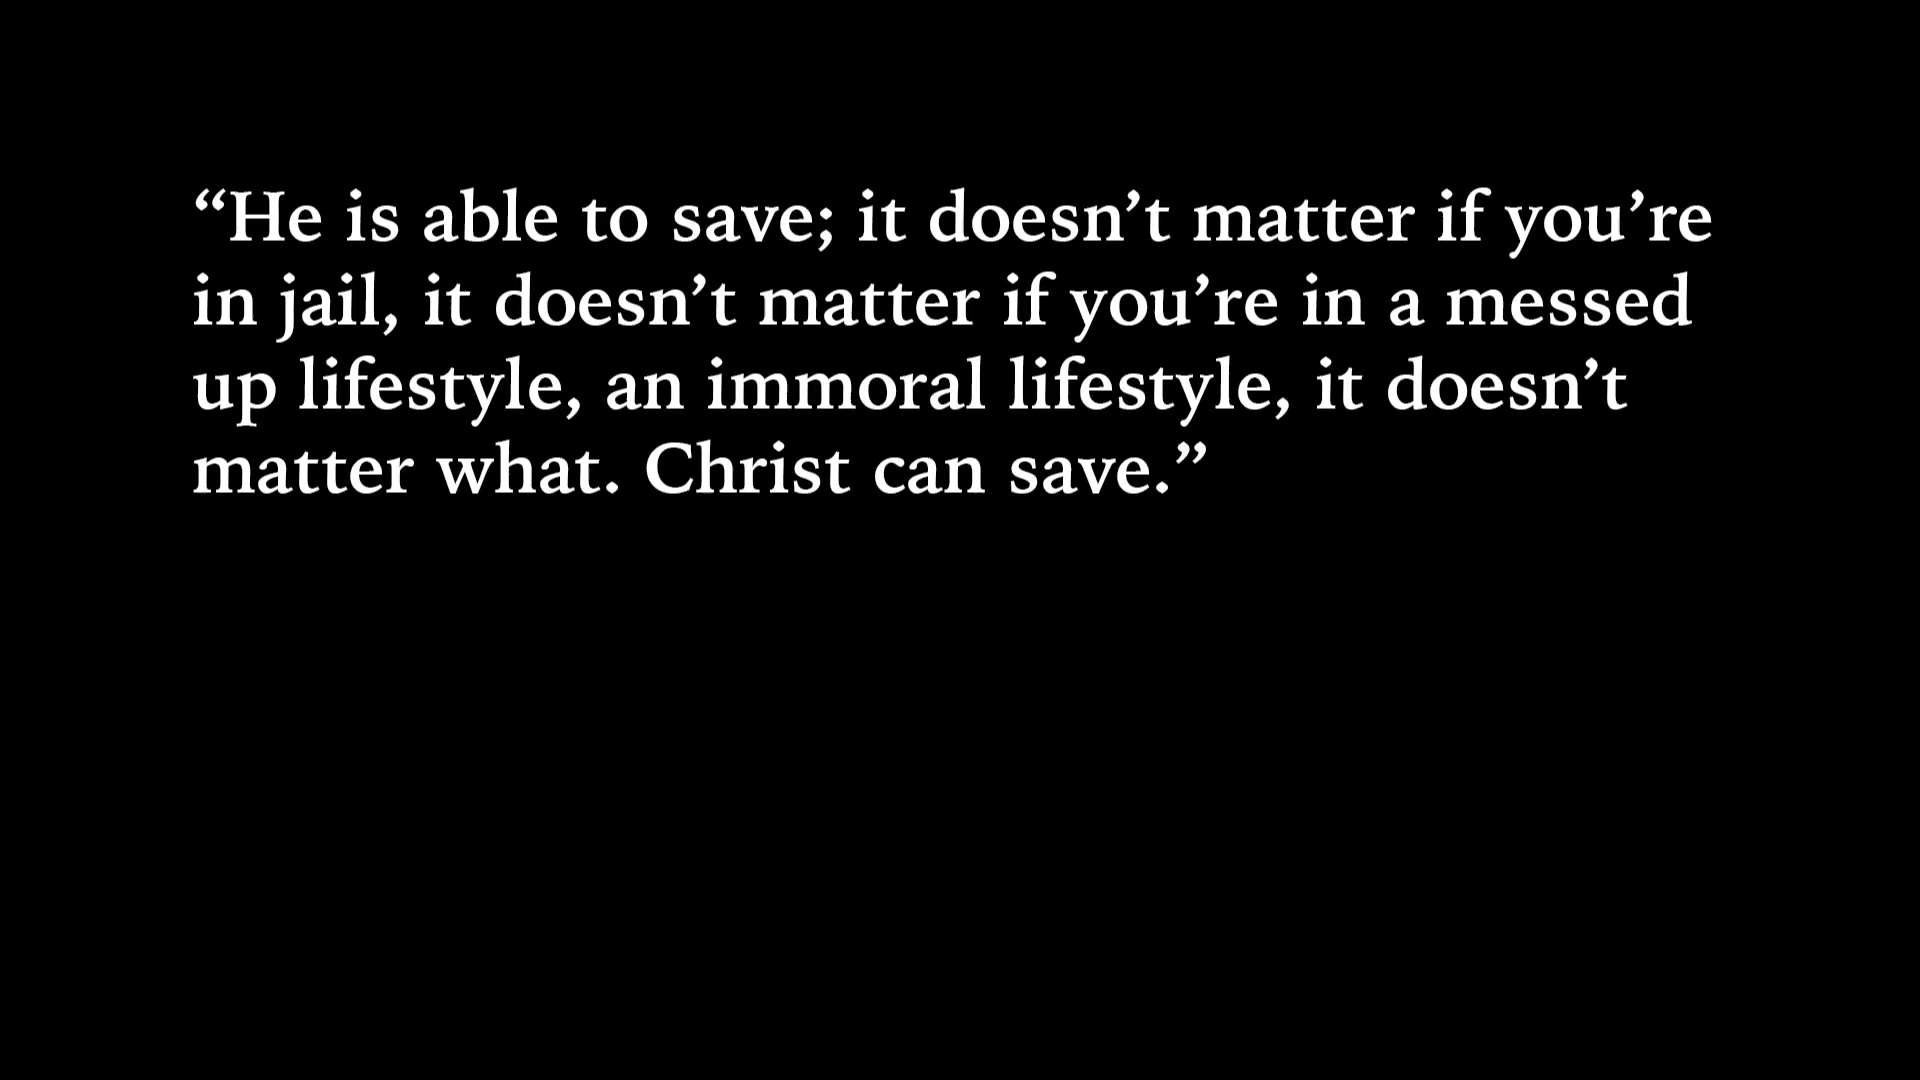 “He is able to save; it doesn’t matter if you’re
in jail, it doesn’t matter if you’re in a messed
up lifestyle, an immoral lifestyle, it doesn’t
matter what. Christ can save.”